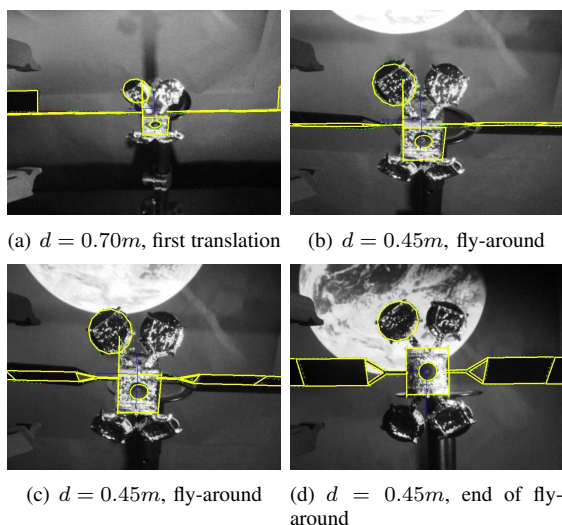 (a) d = 0.70m, first translation
(b) d = 0.45m, fly-around
(c) d = 0.45m, fly-around
(d) d = 0.45m, end of fly-
around